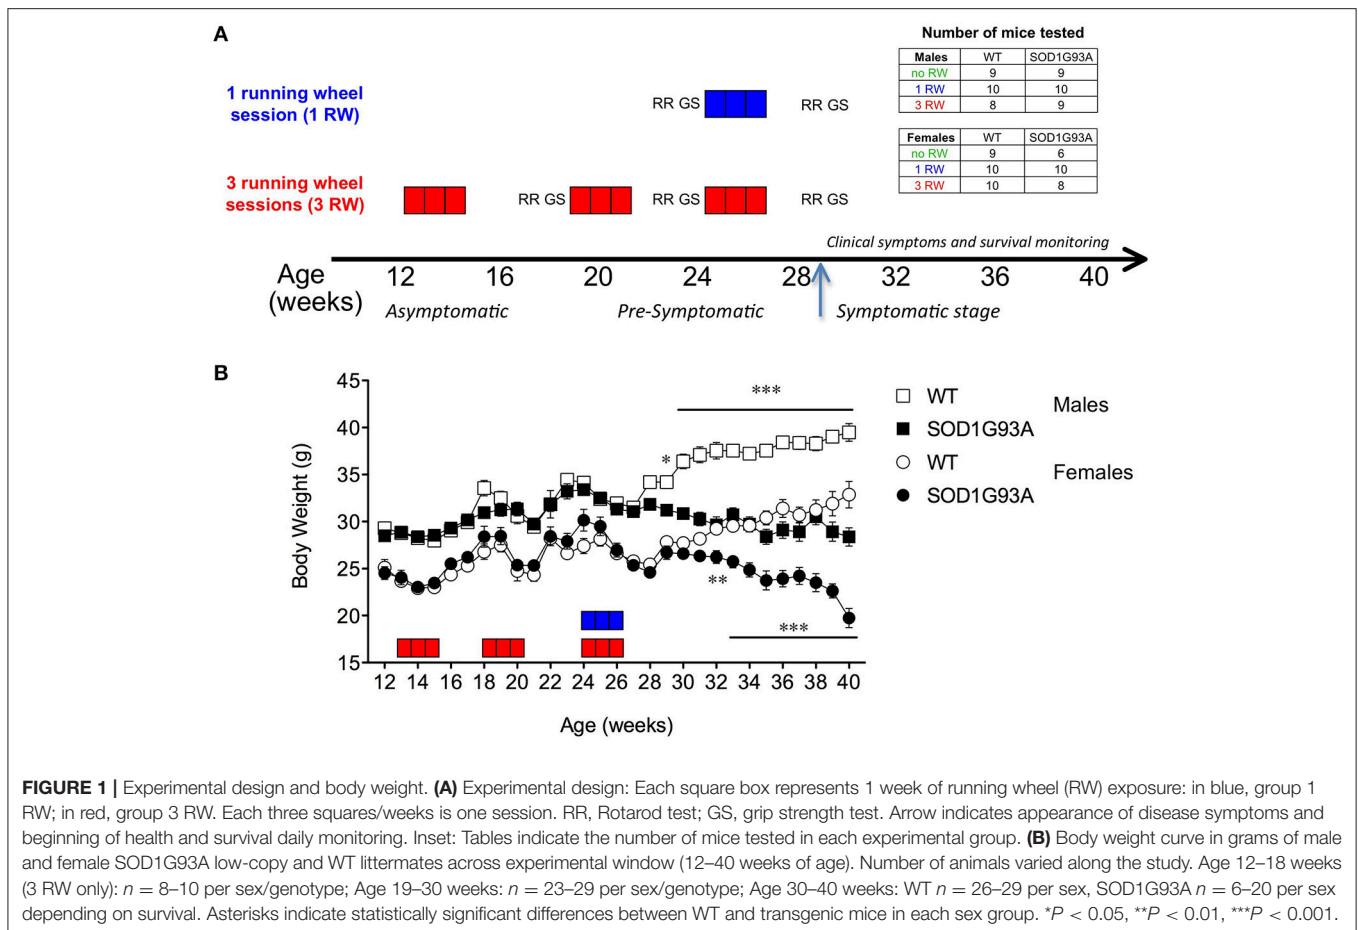 A
Number of mice tested
Males WT SOD1G93A
no RW 9 9
1 RW 10 10
3 RW 8 9
1 running wheel
session (1 RW)
RR GS RR GS
Females WT SOD1G93A
no RW 9 6
1 RW 10 10
3 RW 10 8
3 running wheel
sessions (3 RW)
RR GS RR GS RR GS
Clinical symptoms and survival monitoring
Age
(weeks)
12 16 20 24 28 32 36 40
Asymptomatic Pre-Symptomatic Symptomatic stage
B
45
40
35
30
25
20
15
Body Weight (g)
***
*
**
***
WT
SOD1G93A
Males
WT
SOD1G93A
Females
12 14 16 18 20 22 24 26 28 30 32 34 36 38 40
Age (weeks)
FIGURE 1 | Experimental design and body weight. (A) Experimental design: Each square box represents 1 week of running wheel (RW) exposure: in blue, group 1
RW; in red, group 3 RW. Each three squares/weeks is one session. RR, Rotarod test; GS, grip strength test. Arrow indicates appearance of disease symptoms and
beginning of health and survival daily monitoring. Inset: Tables indicate the number of mice tested in each experimental group. (B) Body weight curve in grams of male
and female SOD1G93A low-copy and WT littermates across experimental window (12–40 weeks of age). Number of animals varied along the study. Age 12–18 weeks
(3 RW only): n = 8–10 per sex/genotype; Age 19–30 weeks: n = 23–29 per sex/genotype; Age 30–40 weeks: WT n = 26–29 per sex, SOD1G93A n = 6–20 per sex
depending on survival. Asterisks indicate statistically significant differences between WT and transgenic mice in each sex group. *P < 0.05, **P < 0.01, ***P < 0.001.